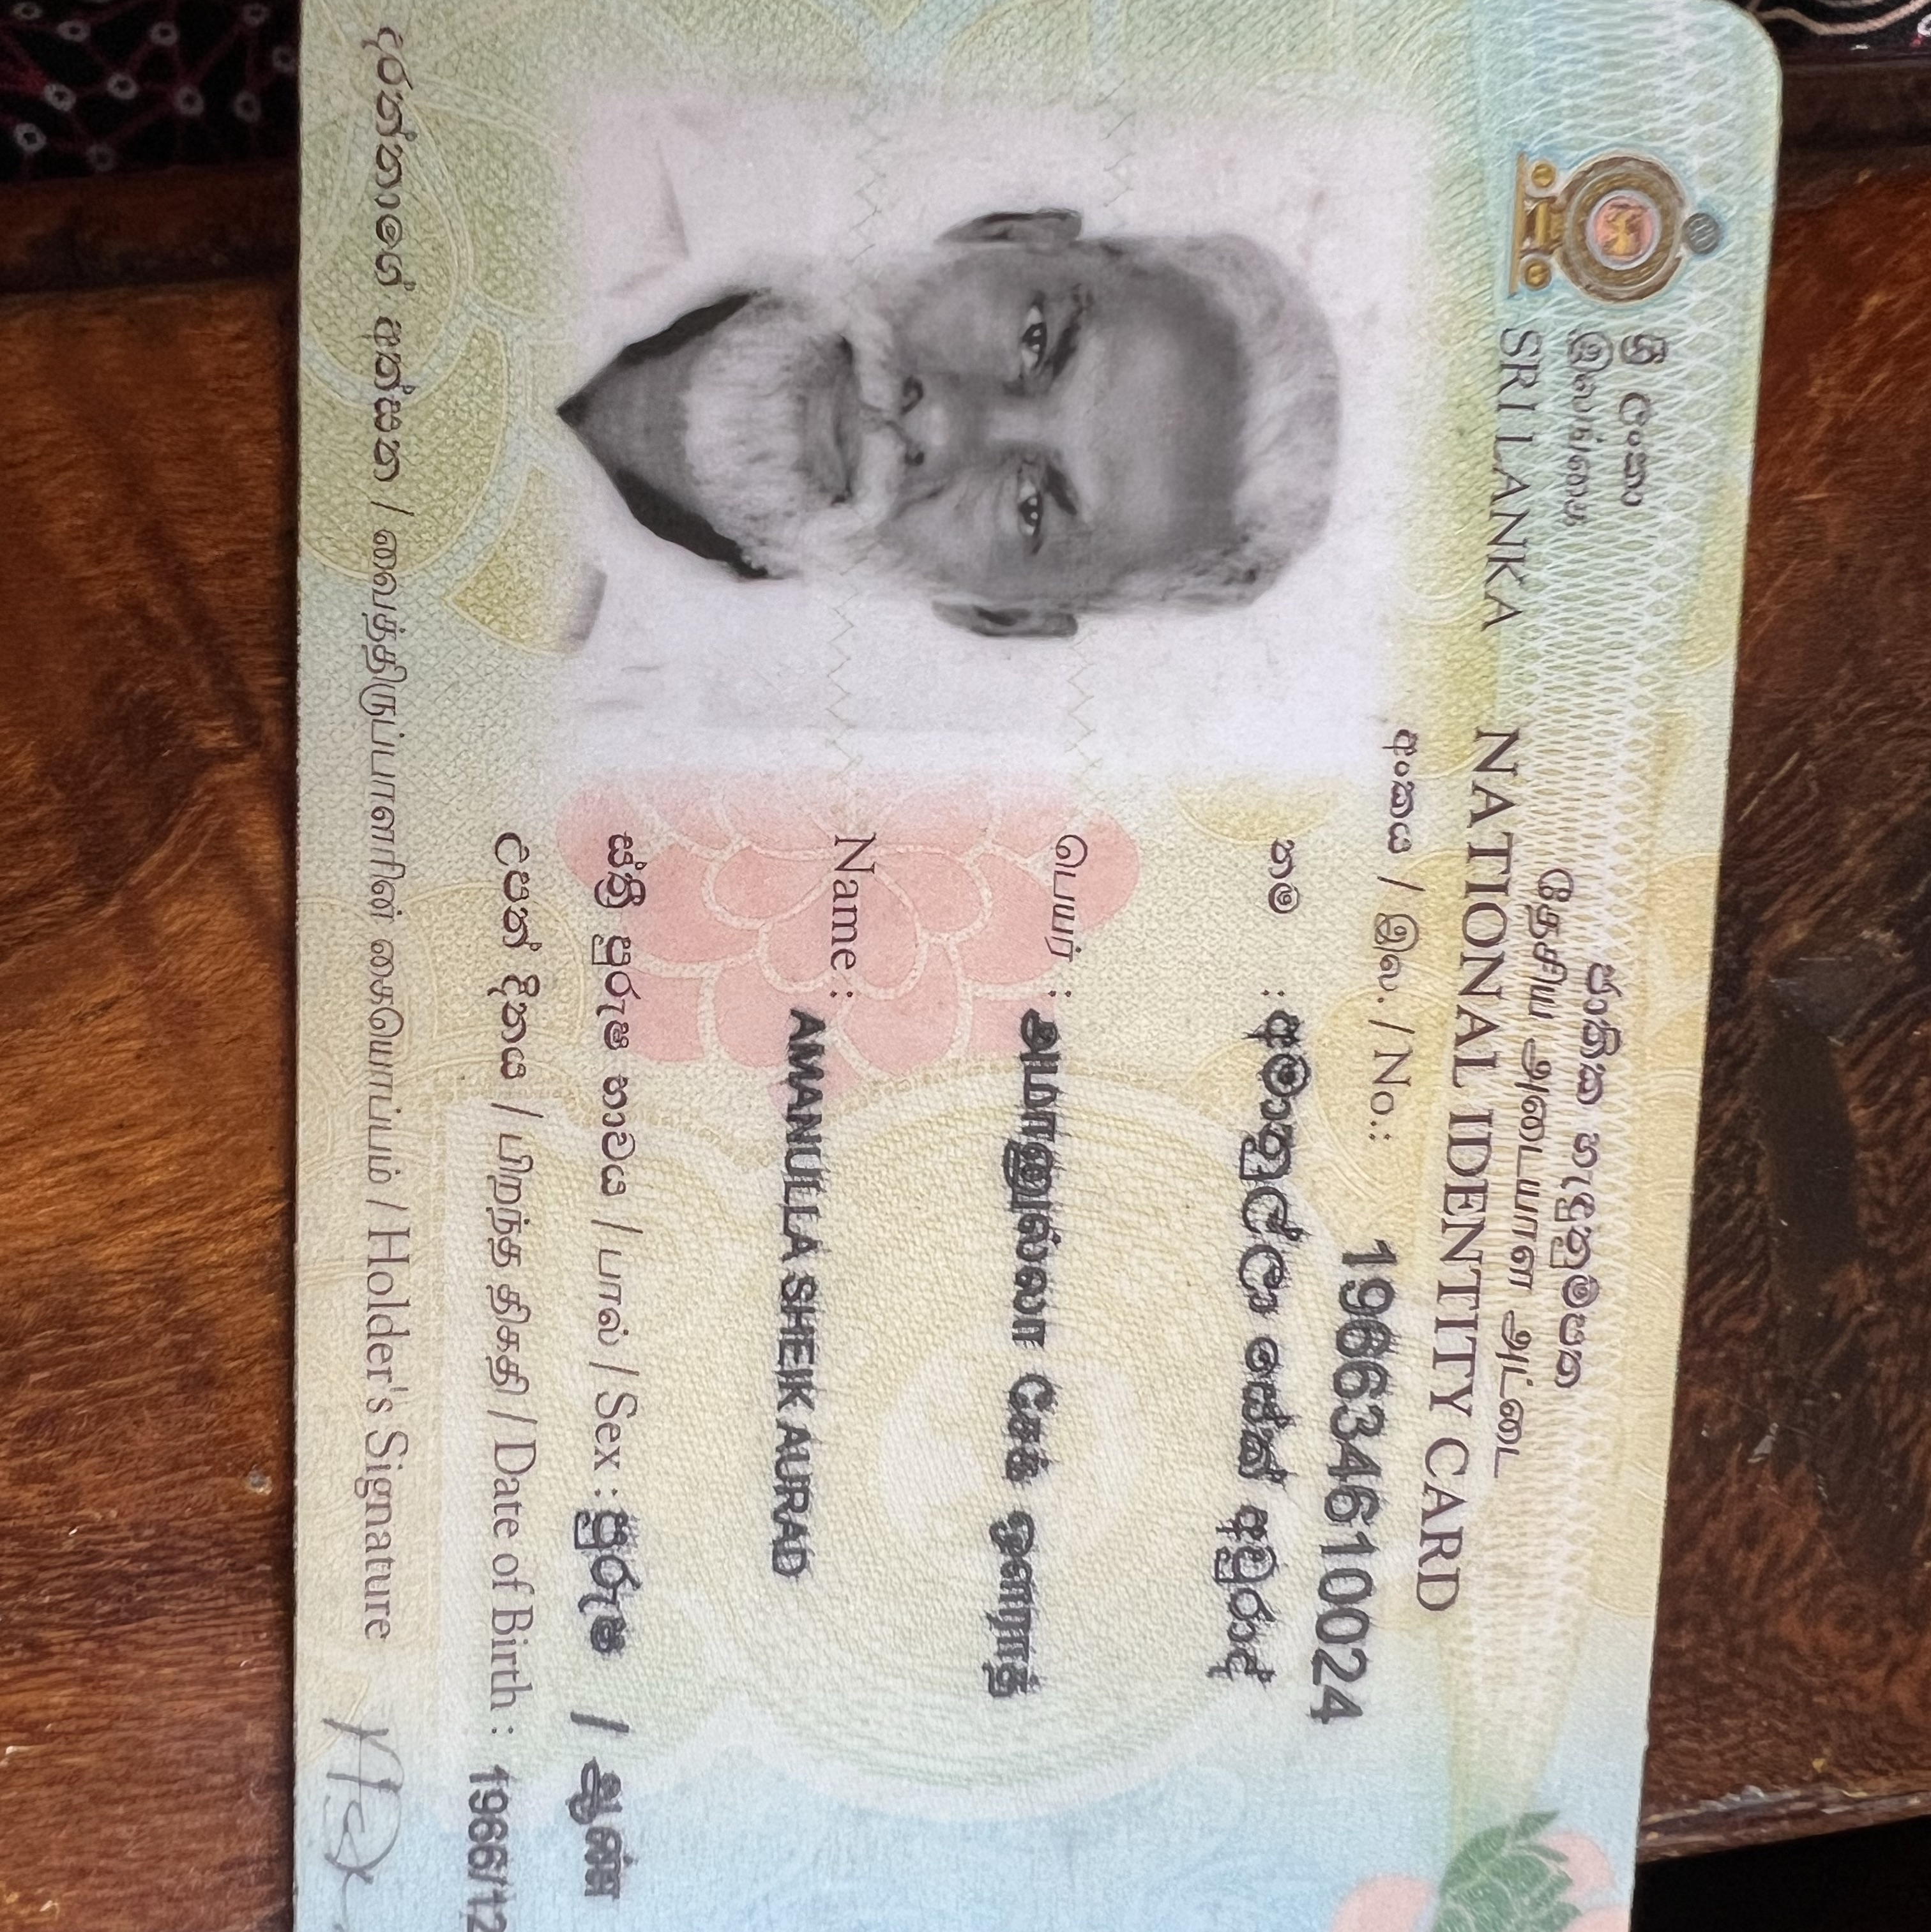 ශ්‍රී ලංකා
இலங்கை
SRI LANKA
ජාතික හැඳුනුම්පත
தேசிய அடையாள அட்டை
NATIONAL IDENTITY CARD
අංකය / இல. / No.: 196634610024
නම : අමානුල්ලා සේක් අවුරාද්
பெயர் : அமானுல்லா சேக் ஔராத்
Name : AMANULLA SHEIK AURAD
ස්ත්‍රී පුරුෂ භාවය / பால் / Sex : පුරුෂ / ஆண்
උපන් දිනය / பிறந்த திகதி / Date of Birth : 1966/12
දරන්නාගේ අත්සන / வைத்திருப்பாளரின் கையொப்பம் / Holder's Signature